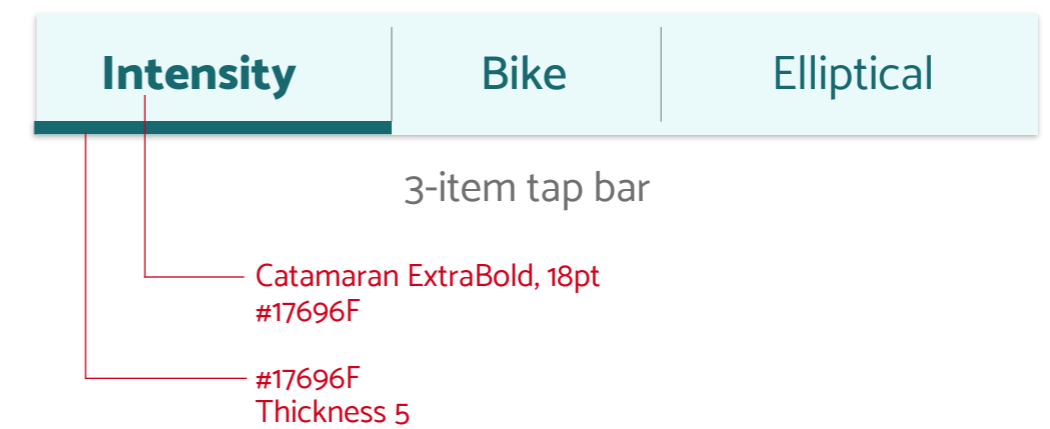 Intensity Bike Elliptical
3-item tap bar
Catamaran ExtraBold, 18pt
#17696F
#17696F
Thickness 5